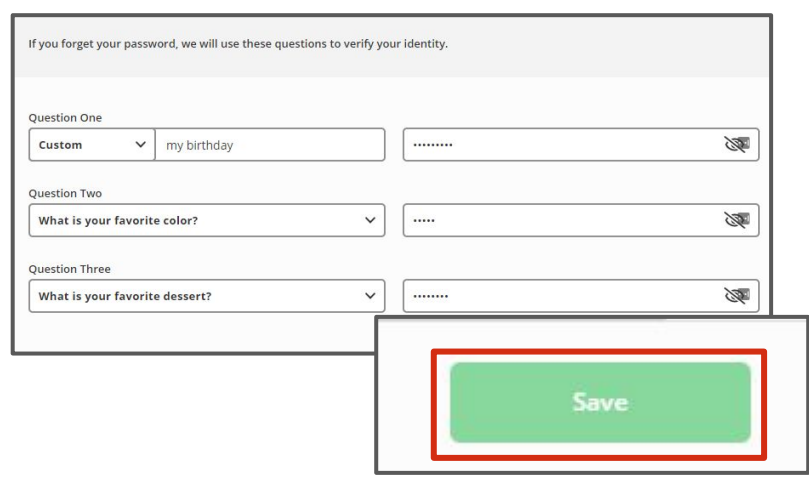 If you forget your password, we will use these questions to verify your identity.
Question One
Custom my birthday •••••••••
Question Two
What is your favorite color? •••••
Question Three
What is your favorite dessert? ••••••••
Save